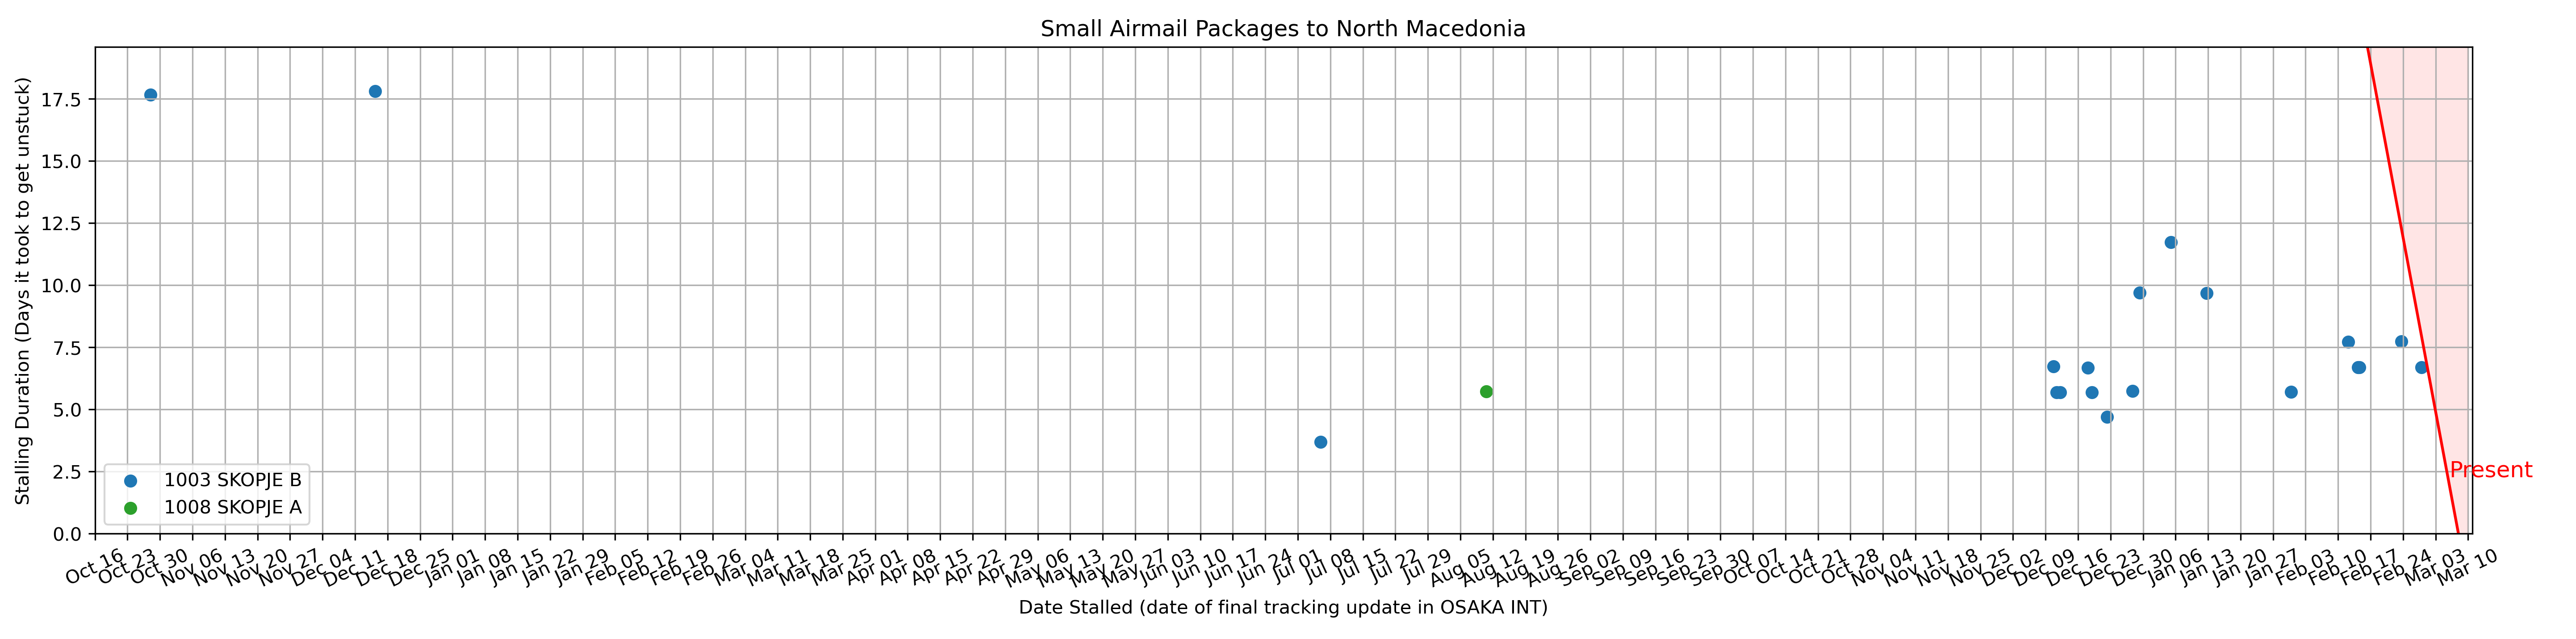 Small Airmail Packages to North Macedonia
Stalling Duration (Days it took to get unstuck)
17.5
15.0
12.5
10.0
7.5
5.0
2.5
0.0
Present
1003 SKOPJE B
1008 SKOPJE A
Oct 16 Oct 23 Oct 30 Nov 06 Nov 13 Nov 20 Nov 27 Dec 04 Dec 11 Dec 18 Dec 25 Jan 01 Jan 08 Jan 15 Jan 22 Jan 29 Feb 05 Feb 12 Feb 19 Feb 26 Mar 04 Mar 11 Mar 18 Mar 25 Apr 01 Apr 08 Apr 15 Apr 22 Apr 29 May 06 May 13 May 20 May 27 Jun 03 Jun 10 Jun 17 Jun 24 Jul 01 Jul 08 Jul 15 Jul 22 Jul 29 Aug 05 Aug 12 Aug 19 Aug 26 Sep 02 Sep 09 Sep 16 Sep 23 Sep 30 Oct 07 Oct 14 Oct 21 Oct 28 Nov 04 Nov 11 Nov 18 Nov 25 Dec 02 Dec 09 Dec 16 Dec 23 Dec 30 Jan 06 Jan 13 Jan 20 Jan 27 Feb 03 Feb 10 Feb 17 Feb 24 Mar 03 Mar 10
Date Stalled (date of final tracking update in OSAKA INT)